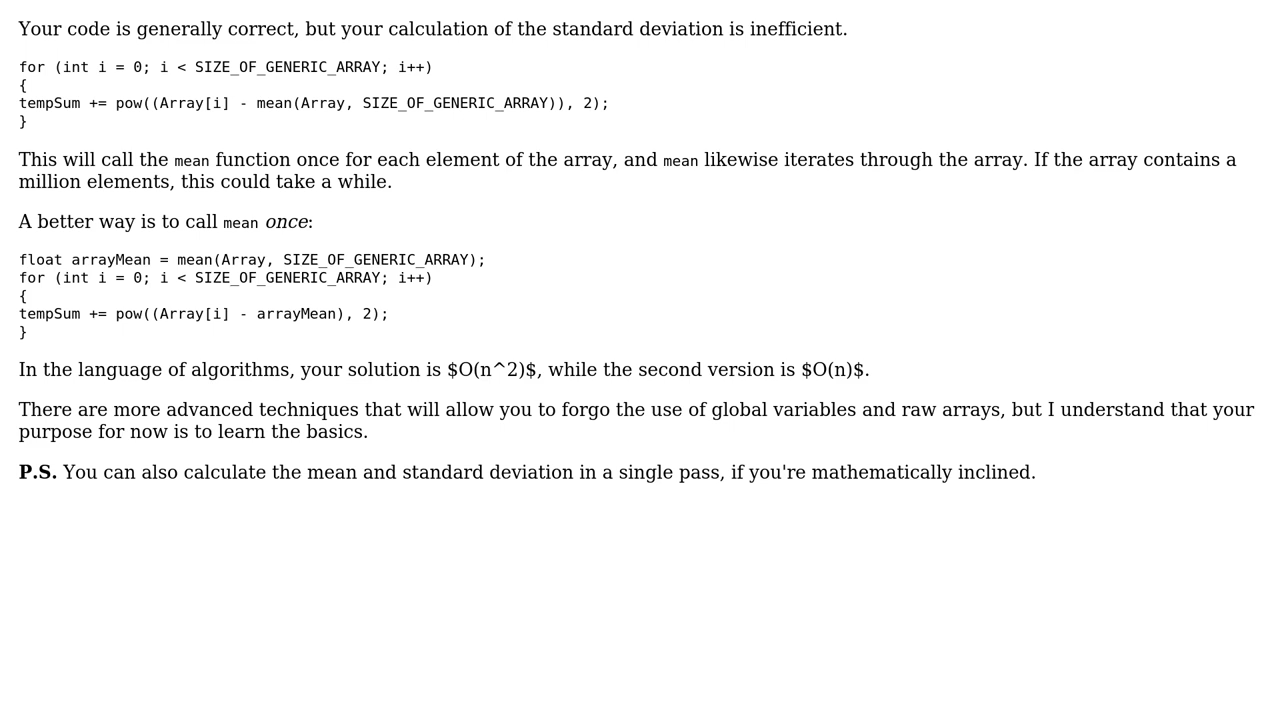 Your code is generally correct, but your calculation of the standard deviation is inefficient.
for (int i = 0; i < SIZE_OF_GENERIC_ARRAY; i++)
{
tempSum += pow((Array[i] - mean(Array, SIZE_OF_GENERIC_ARRAY)), 2);
}
This will call the mean function once for each element of the array, and mean likewise iterates through the array. If the array contains a
million elements, this could take a while.
A better way is to call mean once:
float arrayMean = mean(Array, SIZE_OF_GENERIC_ARRAY);
for (int i = 0; i < SIZE_OF_GENERIC_ARRAY; i++)
{
tempSum += pow((Array[i] - arrayMean), 2);
}
In the language of algorithms, your solution is $O(n^2)$, while the second version is $O(n)$.
There are more advanced techniques that will allow you to forgo the use of global variables and raw arrays, but I understand that your
purpose for now is to learn the basics.
P.S. You can also calculate the mean and standard deviation in a single pass, if you're mathematically inclined.